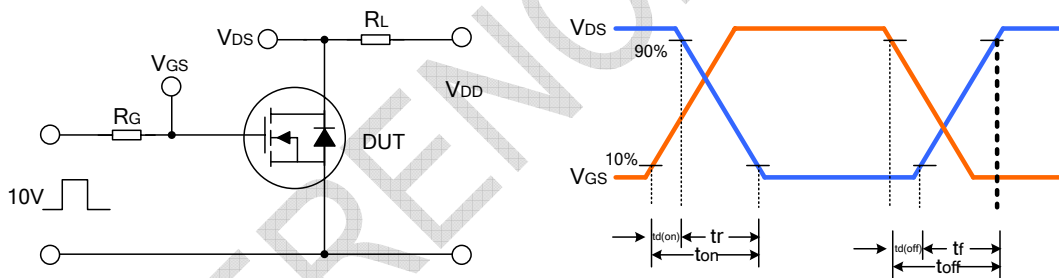 VDS
RL
VGS
RG
VDD
DUT
10V
VDS
90%
10%
VGS
td(on)
tr
ton
td(off)
tf
toff